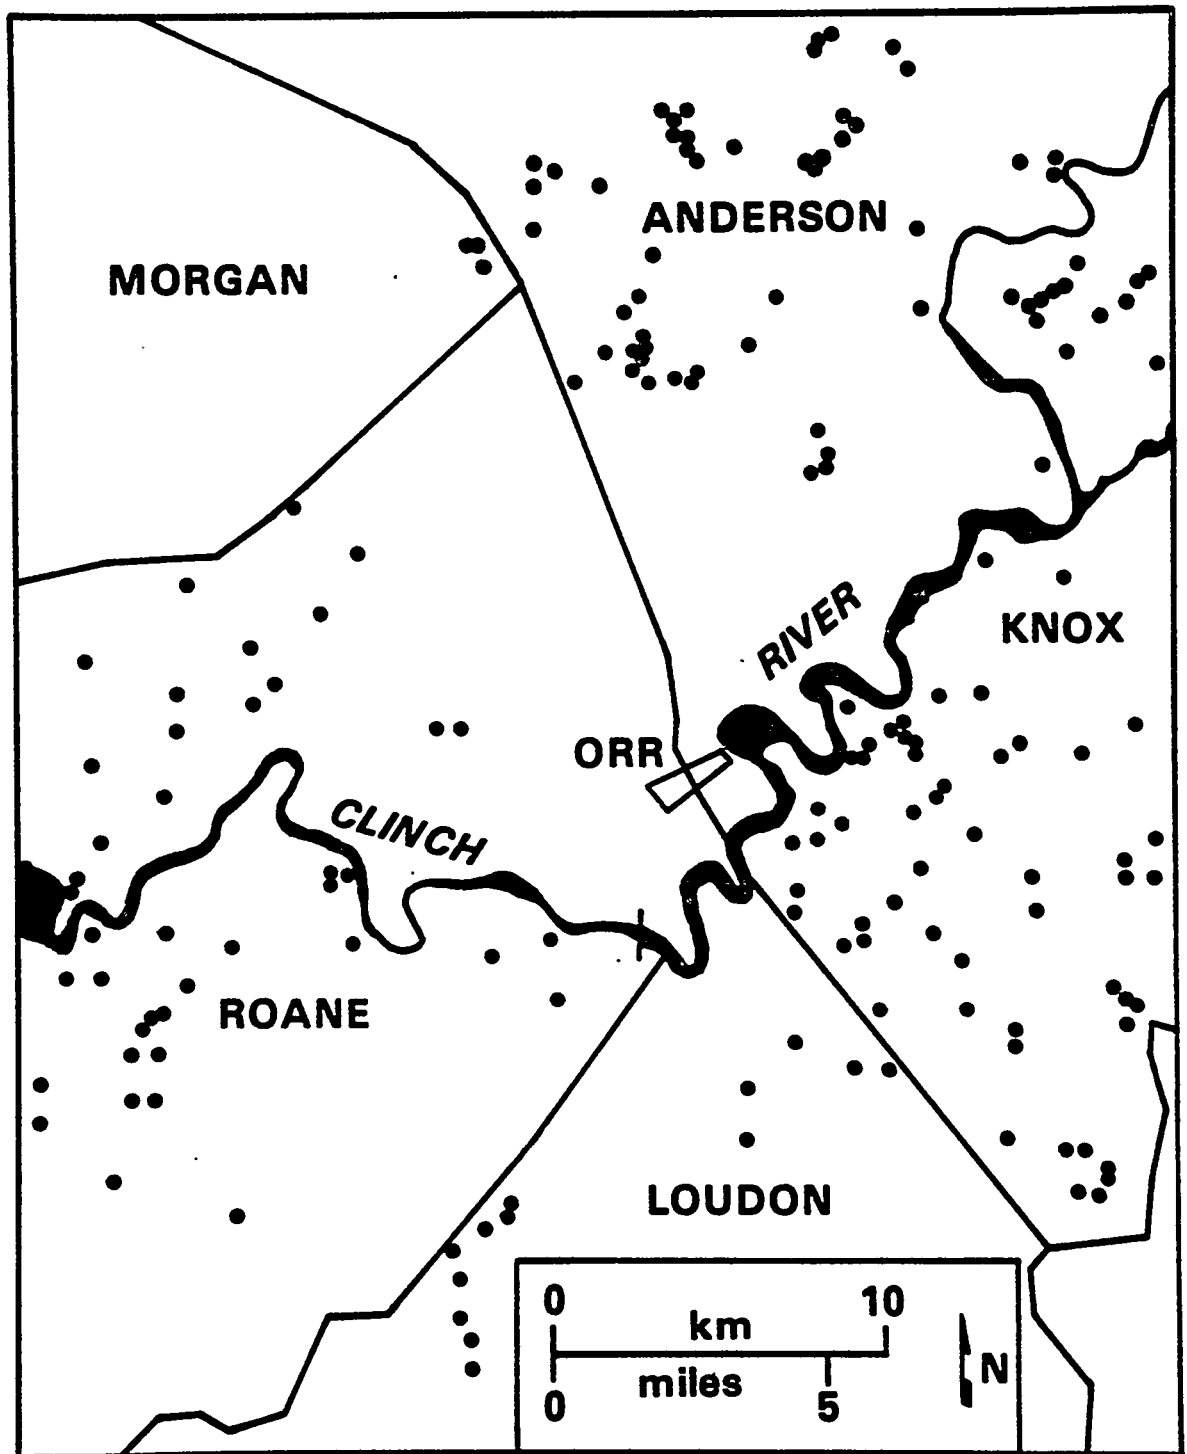 ANDERSON
MORGAN
RIVER
KNOX
ORR
CLINCH
ROANE
LOUDON
0 10
km
miles
0 5
N